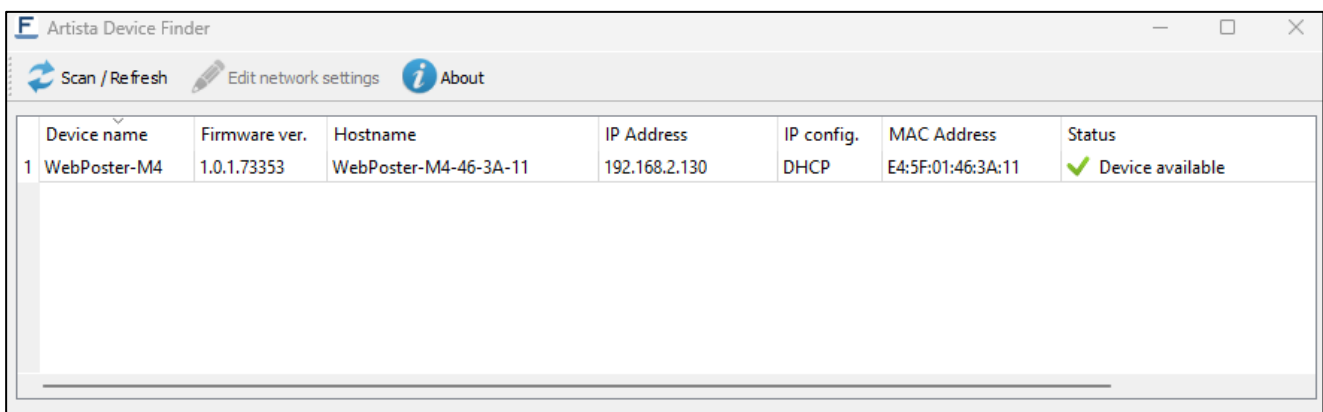 Artista Device Finder
Scan / Refresh Edit network settings About
Device name Firmware ver. Hostname IP Address IP config. MAC Address Status
1 WebPoster-M4 1.0.1.73353 WebPoster-M4-46-3A-11 192.168.2.130 DHCP E4:5F:01:46:3A:11 Device available